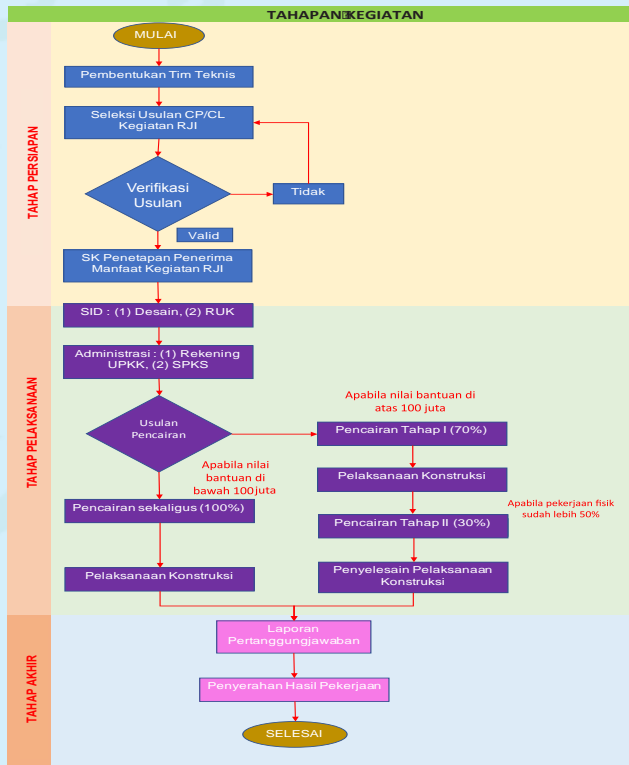 TAHAPAN KEGIATAN
MULAI
TAHAP PERSIAPAN
Pembentukan Tim Teknis
Seleksi Usulan CP/CL
Kegiatan RJI
Verifikasi
Usulan
Tidak
Valid
SK Penetapan Penerima
Manfaat Kegiatan RJI
TAHAP PELAKSANAAN
SID : (1) Desain, (2) RUK
Administrasi : (1) Rekening
UPKK, (2) SPKS
Usulan
Pencairan
Apabila nilai bantuan di
atas 100 juta
Pencairan Tahap I (70%)
Apabila nilai
bantuan di
bawah 100 juta
Pelaksanaan Konstruksi
Pencairan sekaligus (100%)
Apabila pekerjaan fisik
sudah lebih 50%
Pencairan Tahap II (30%)
Pelaksanaan Konstruksi
Penyelesain Pelaksanaan
Konstruksi
TAHAP AKHIR
Laporan
Pertanggungjawaban
Penyerahan Hasil Pekerjaan
SELESAI